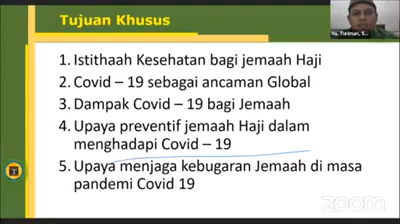 Tujuan Khusus
1. Istithaah Kesehatan bagi jemaah Haji
2. Covid – 19 sebagai ancaman Global
3. Dampak Covid – 19 bagi Jemaah
4. Upaya preventif jemaah Haji dalam
menghadapi Covid – 19
5. Upaya menjaga kebugaran Jemaah di masa
pandemi Covid 19
zoom